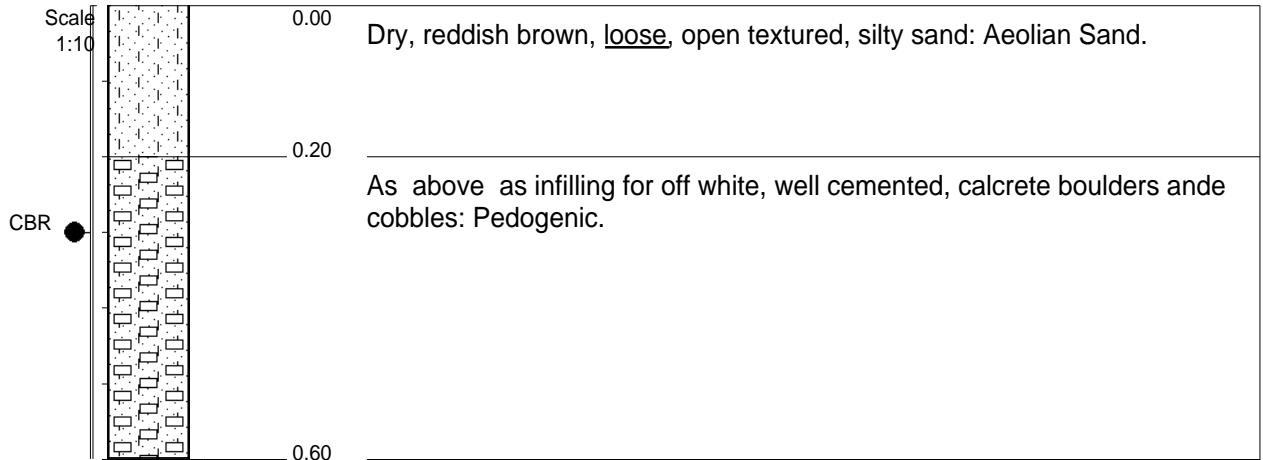 Scale
1:10
0.00
Dry, reddish brown, loose, open textured, silty sand: Aeolian Sand.
0.20
As above as infilling for off white, well cemented, calcrete boulders ande
cobbles: Pedogenic.
CBR
0.60